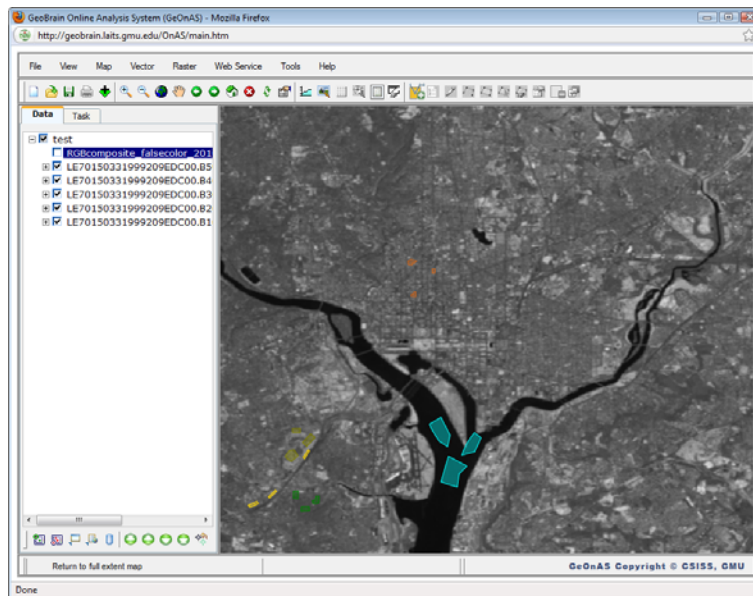 GeoBrain Online Analysis System (GeOnAS) - Mozilla Firefox
http://geobrain.laits.gmu.edu/OnAS/main.htm
File View Map Vector Raster Web Service Tools Help
Data Task
test
RGBcomposite_falsecolor_201
LE70150331999209EDC00.B5
LE70150331999209EDC00.B4
LE70150331999209EDC00.B3
LE70150331999209EDC00.B2
LE70150331999209EDC00.B1
Return to full extent map GeOnAS Copyright © CSISS, GMU
Done